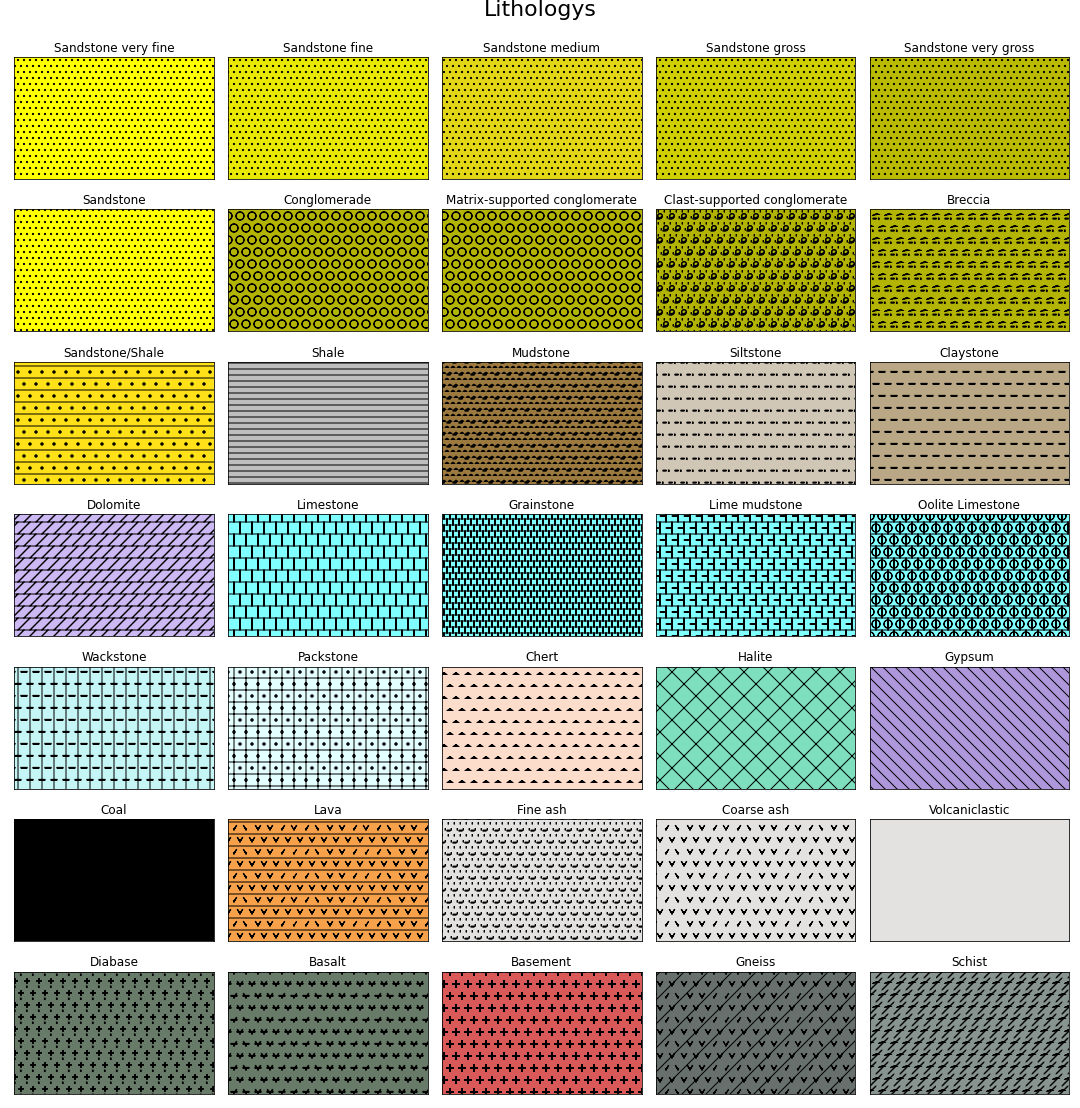 Lithologys
Sandstone very fine
Sandstone fine
Sandstone medium
Sandstone gross
Sandstone very gross
Sandstone
Conglomerade
Matrix-supported conglomerate
Clast-supported conglomerate
Breccia
Sandstone/Shale
Shale
Mudstone
Siltstone
Claystone
Dolomite
Limestone
Grainstone
Lime mudstone
Oolite Limestone
Wackstone
Packstone
Chert
Halite
Gypsum
Coal
Lava
Fine ash
Coarse ash
Volcaniclastic
Diabase
Basalt
Basement
Gneiss
Schist